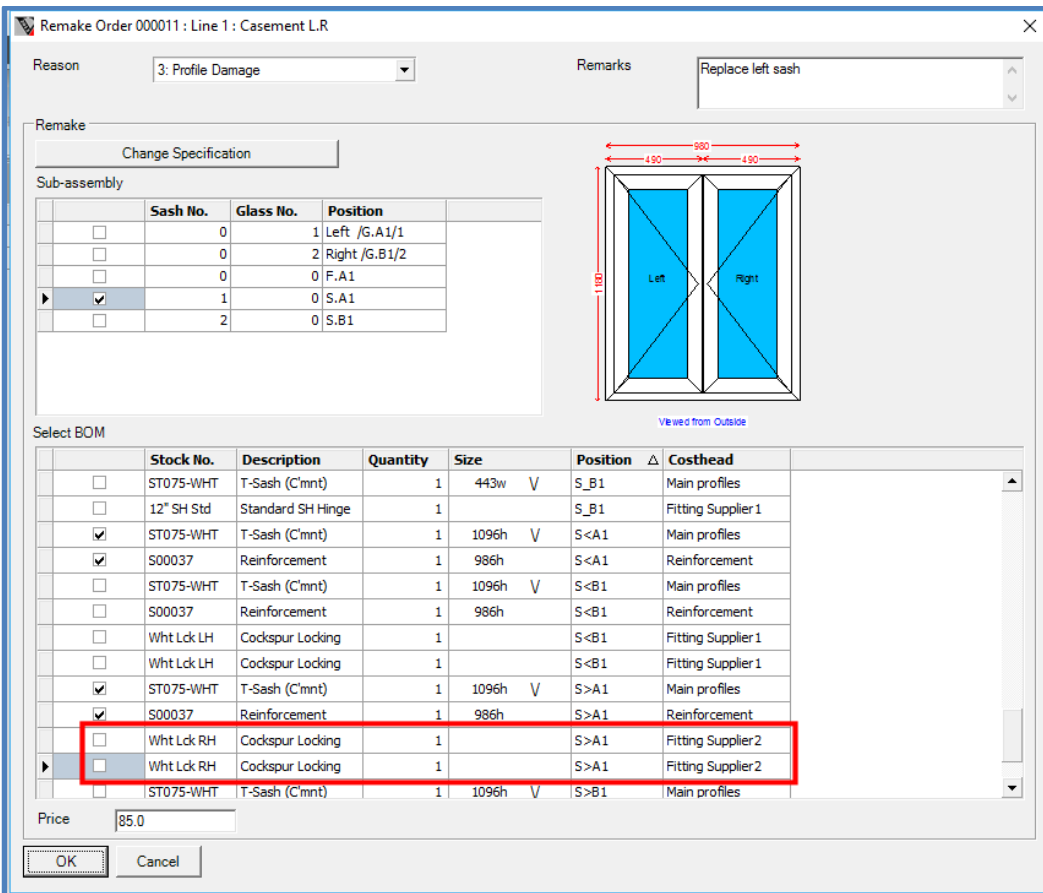 Remake Order 000011 : Line 1 : Casement L.R
Reason 3: Profile Damage Remarks Replace left sash
Remake
Change Specification
Sub-assembly
Sash No. Glass No. Position
0 1 Left /G.A1/1
0 2 Right /G.B1/2
0 0 F.A1
1 0 S.A1
2 0 S.B1
980
490 490
1180
Left Right
Viewed from Outside
Select BOM
Stock No. Description Quantity Size Position Costhead
ST075-WHT T-Sash (C'mnt) 1 443w V S_B1 Main profiles
12" SH Std Standard SH Hinge 1 S_B1 Fitting Supplier1
ST075-WHT T-Sash (C'mnt) 1 1096h V S<A1 Main profiles
S00037 Reinforcement 1 986h S<A1 Reinforcement
ST075-WHT T-Sash (C'mnt) 1 1096h V S<B1 Main profiles
S00037 Reinforcement 1 986h S<B1 Reinforcement
Wht Lck LH Cockspur Locking 1 S<B1 Fitting Supplier1
Wht Lck LH Cockspur Locking 1 S<B1 Fitting Supplier1
ST075-WHT T-Sash (C'mnt) 1 1096h V S>A1 Main profiles
S00037 Reinforcement 1 986h S>A1 Reinforcement
Wht Lck RH Cockspur Locking 1 S>A1 Fitting Supplier2
Wht Lck RH Cockspur Locking 1 S>A1 Fitting Supplier2
ST075-WHT T-Sash (C'mnt) 1 1096h V S>B1 Main profiles
Price 85.0
OK Cancel